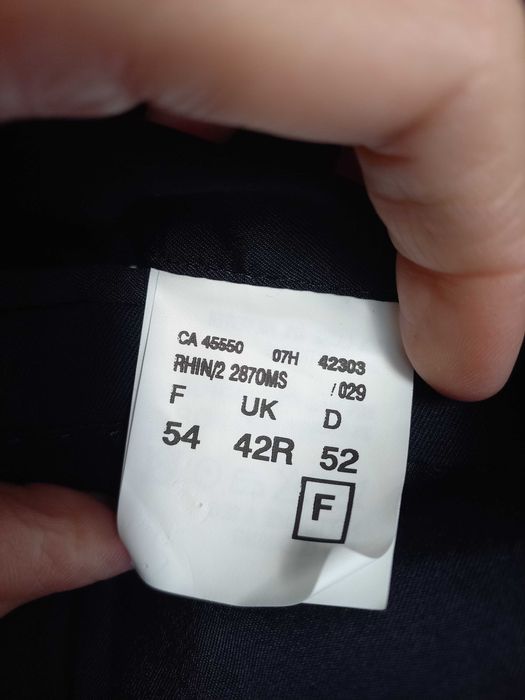 CA 45550 07H 42303
RHIN/2 2870MS /029
F UK D
54 42R 52
F